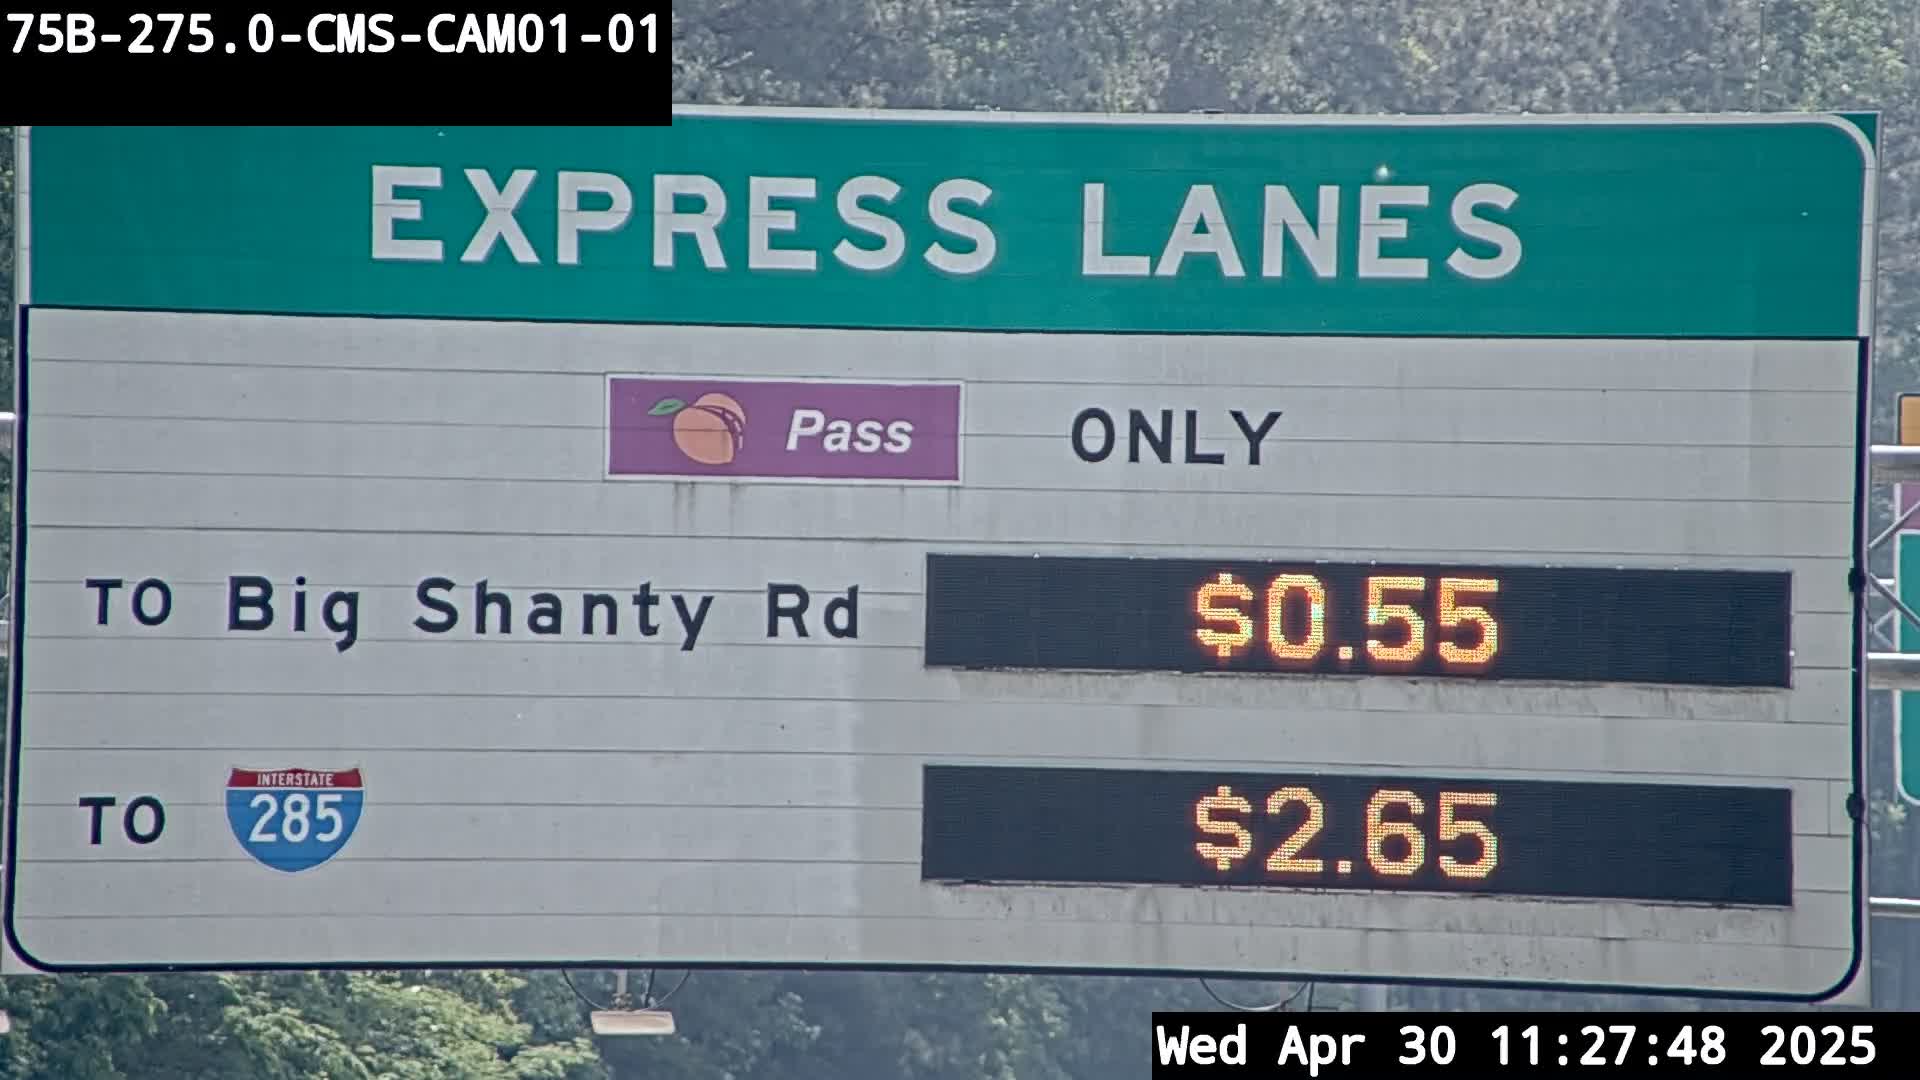 75B-275.0-CMS-CAM01-01
EXPRESS LANES
Pass ONLY
TO Big Shanty Rd $0.55
INTERSTATE
TO 285 $2.65
Wed Apr 30 11:27:48 2025